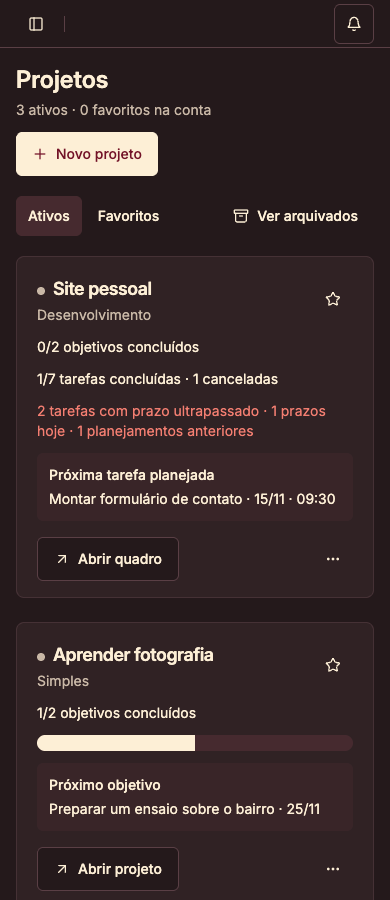 Projetos
3 ativos · 0 favoritos na conta
Novo projeto
Ativos
Favoritos
Ver arquivados
Site pessoal
Desenvolvimento
0/2 objetivos concluídos
1/7 tarefas concluídas · 1 canceladas
2 tarefas com prazo ultrapassado · 1 prazos
hoje · 1 planejamentos anteriores
Próxima tarefa planejada
Montar formulário de contato · 15/11 · 09:30
Abrir quadro
Aprender fotografia
Simples
1/2 objetivos concluídos
Próximo objetivo
Preparar um ensaio sobre o bairro · 25/11
Abrir projeto